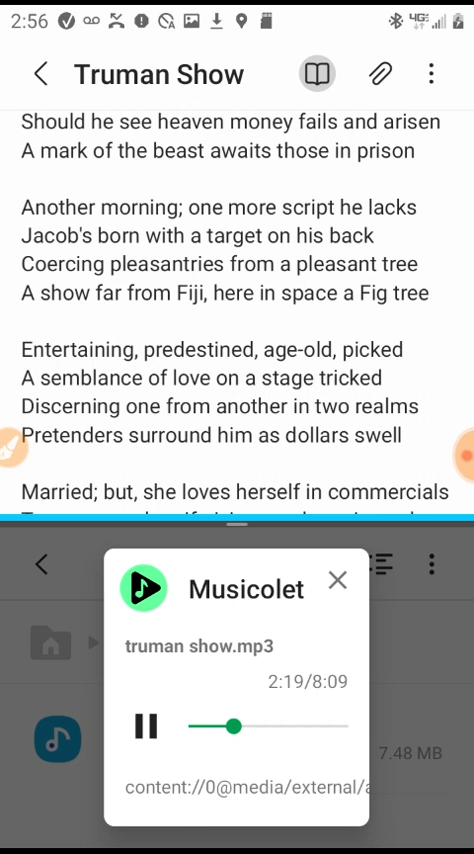 2:56
4GE
Truman Show
Should he see heaven money fails and arisen
A mark of the beast awaits those in prison
Another morning; one more script he lacks
Jacob's born with a target on his back
Coercing pleasantries from a pleasant tree
A show far from Fiji, here in space a Fig tree
Entertaining, predestined, age-old, picked
A semblance of love on a stage tricked
Discerning one from another in two realms
Pretenders surround him as dollars swell
Married; but, she loves herself in commercials
Musicolet
truman show.mp3
2:19/8:09
7.48 MB
content://0@media/external/